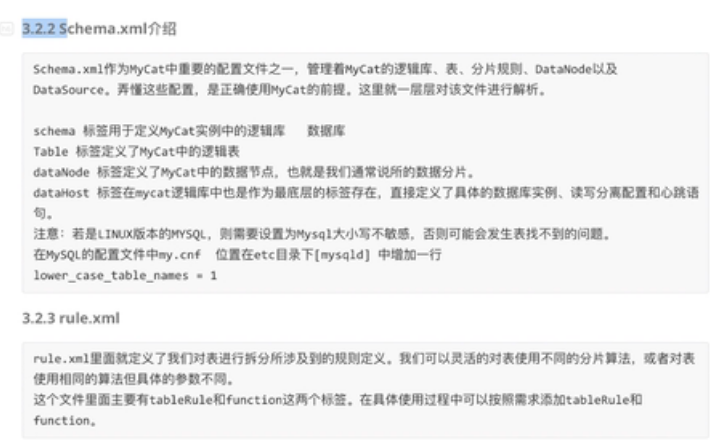 3.2.2 Schema.xml介绍
Schema.xml作为MyCat中重要的配置文件之一，管理着MyCat的逻辑库、表、分片规则、DataNode以及
DataSource。弄懂这些配置，是正确使用MyCat的前提。这里就一层层对该文件进行解析。
schema 标签用于定义MyCat实例中的逻辑库   数据库
Table 标签定义了MyCat中的逻辑表
dataNode 标签定义了MyCat中的数据节点，也就是我们通常说所的数据分片。
dataHost 标签在mycat逻辑库中也是作为最底层的标签存在，直接定义了具体的数据库实例、读写分离配置和心跳语
句。
注意：若是LINUX版本的MYSQL，则需要设置为Mysql大小写不敏感，否则可能会发生表找不到的问题。
在MySQL的配置文件中my.cnf  位置在etc目录下[mysqld] 中增加一行
lower_case_table_names = 1
3.2.3 rule.xml
rule.xml里面就定义了我们对表进行拆分所涉及到的规则定义。我们可以灵活的对表使用不同的分片算法，或者对表
使用相同的算法但具体的参数不同。
这个文件里面主要有tableRule和function这两个标签。在具体使用过程中可以按照需求添加tableRule和
function。